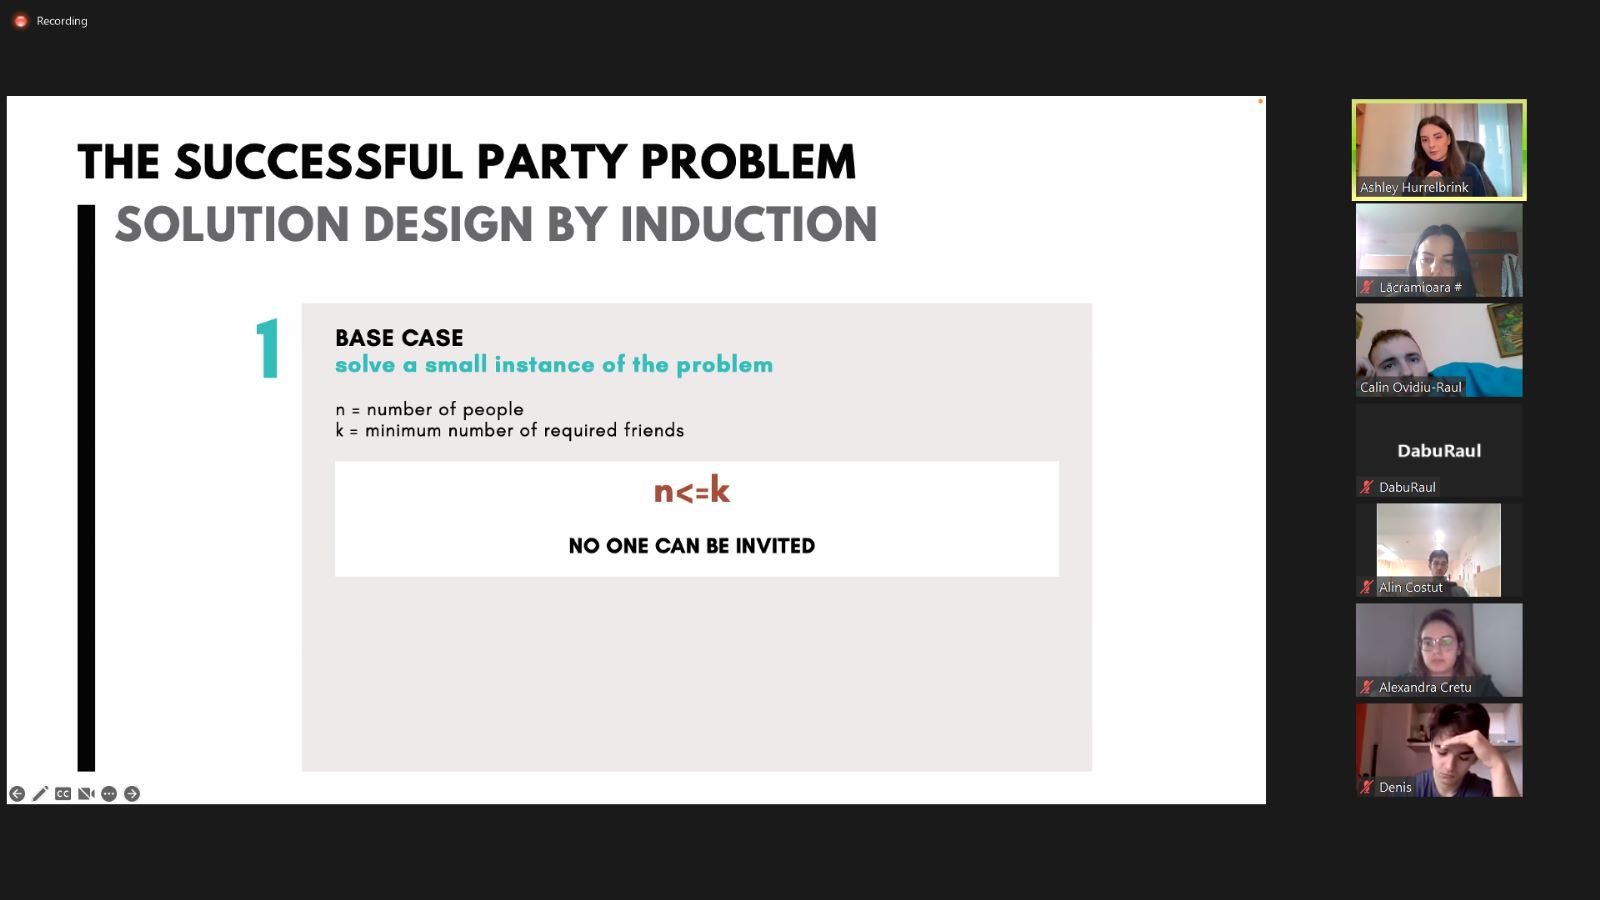 Recording
THE SUCCESSFUL PARTY PROBLEM
SOLUTION DESIGN BY INDUCTION
1
BASE CASE
solve a small instance of the problem
n = number of people
k = minimum number of required friends
n<=k
NO ONE CAN BE INVITED
CC
Ashley Hurrelbrink
Lăcramioara #
Calin Ovidiu-Raul
DabuRaul
DabuRaul
Alin Costut
Alexandra Cretu
Denis